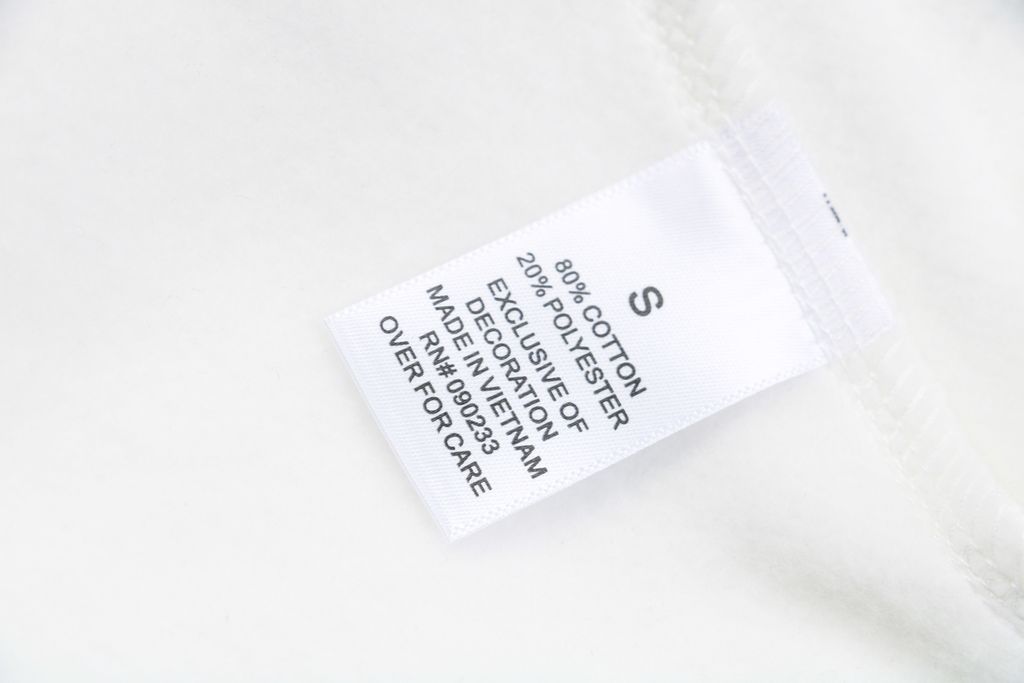 S
80% COTTON
20% POLYESTER
EXCLUSIVE OF
DECORATION
MADE IN VIETNAM
RN# 090233
OVER FOR CARE